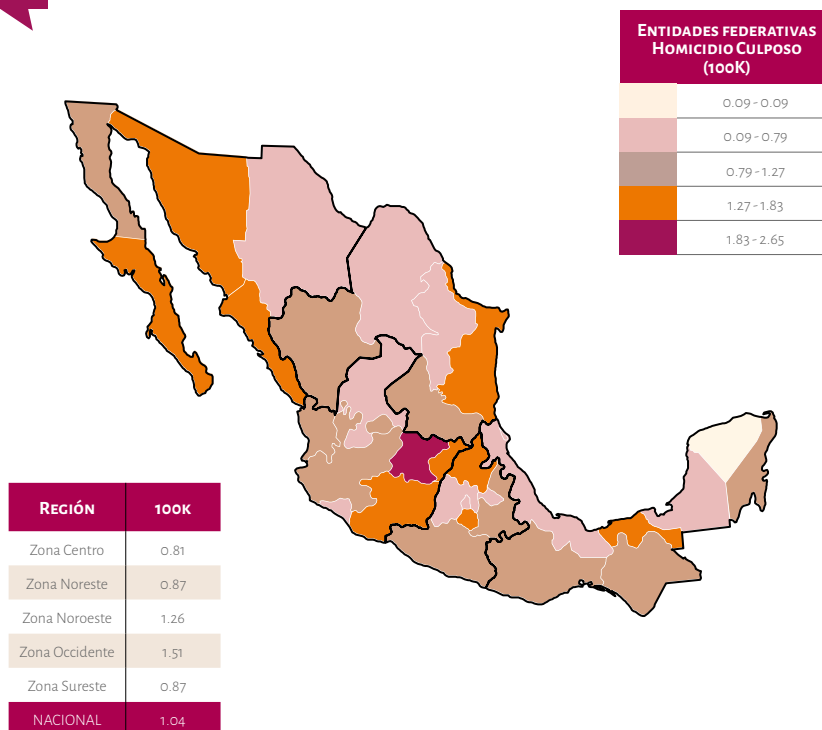 Entidades federativas
Homicidio Culposo
(100K)
0.09 - 0.09
0.09 - 0.79
0.79 - 1.27
1.27 - 1.83
1.83 - 2.65
Región 100K
Zona Centro 0.81
Zona Noreste 0.87
Zona Noroeste 1.26
Zona Occidente 1.51
Zona Sureste 0.87
NACIONAL 1.04